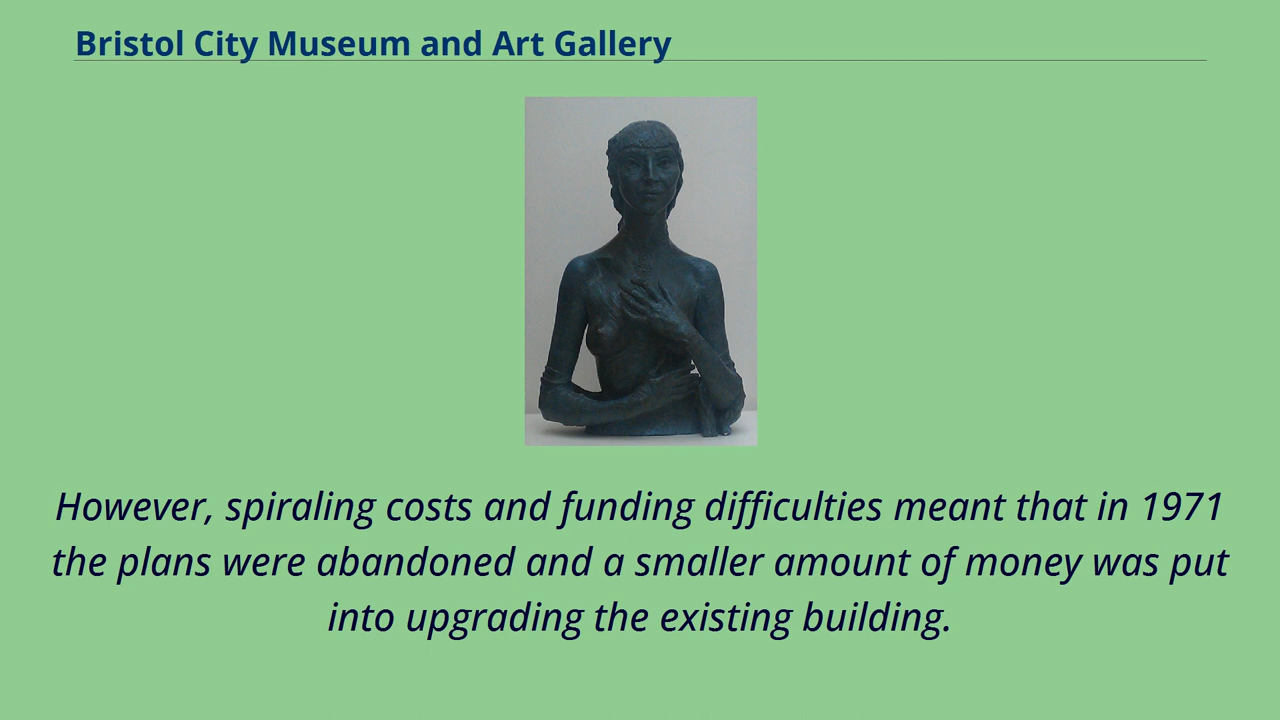 Bristol City Museum and Art Gallery
However, spiraling costs and funding difficulties meant that in 1971
the plans were abandoned and a smaller amount of money was put
into upgrading the existing building.